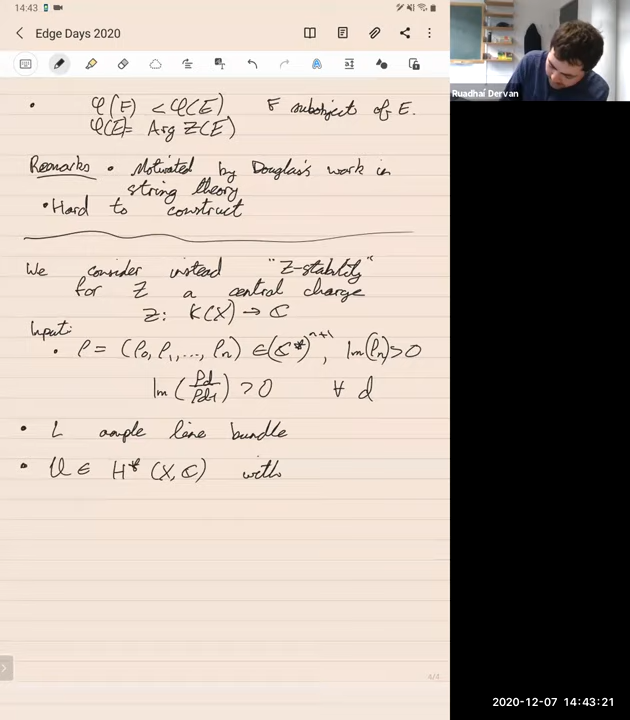 14:43
Edge Days 2020
Ruadhaí Dervan
• φ(F) < φ(E) F subobject of E.
φ(E) = Arg Z(E)
Remarks • Motivated by Douglas's work in
string theory
• Hard to construct
We consider instead "Z-stability"
for Z a central charge
Z: K(X) → ℂ
Input:
• ρ = (ρ₀, ρ₁, ..., ρₙ) ∈ (ℂ*)ⁿ⁺¹, Im(ρₙ) > 0
Im(ρd/ρd+1) > 0 ∀ d
• L ample line bundle
• U ∈ H*(X, ℂ) with
4/4
2020-12-07 14:43:21